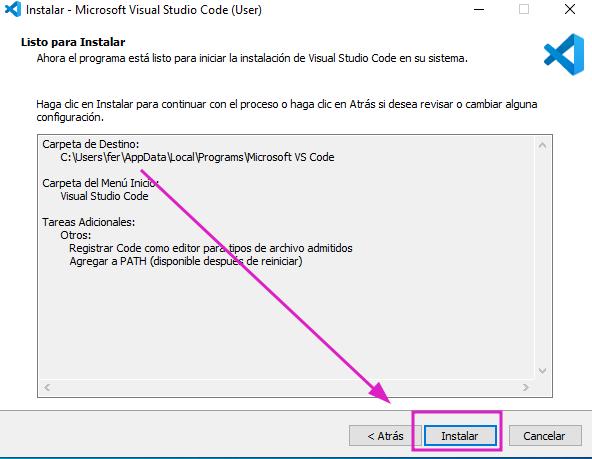 Instalar - Microsoft Visual Studio Code (User)
Listo para Instalar
Ahora el programa está listo para iniciar la instalación de Visual Studio Code en su sistema.
Haga clic en Instalar para continuar con el proceso o haga clic en Atrás si desea revisar o cambiar alguna
configuración.
Carpeta de Destino:
C:\Users\fer\AppData\Local\Programs\Microsoft VS Code
Carpeta del Menú Inicio:
Visual Studio Code
Tareas Adicionales:
Otros:
Registrar Code como editor para tipos de archivo admitidos
Agregar a PATH (disponible después de reiniciar)
< Atrás Instalar Cancelar